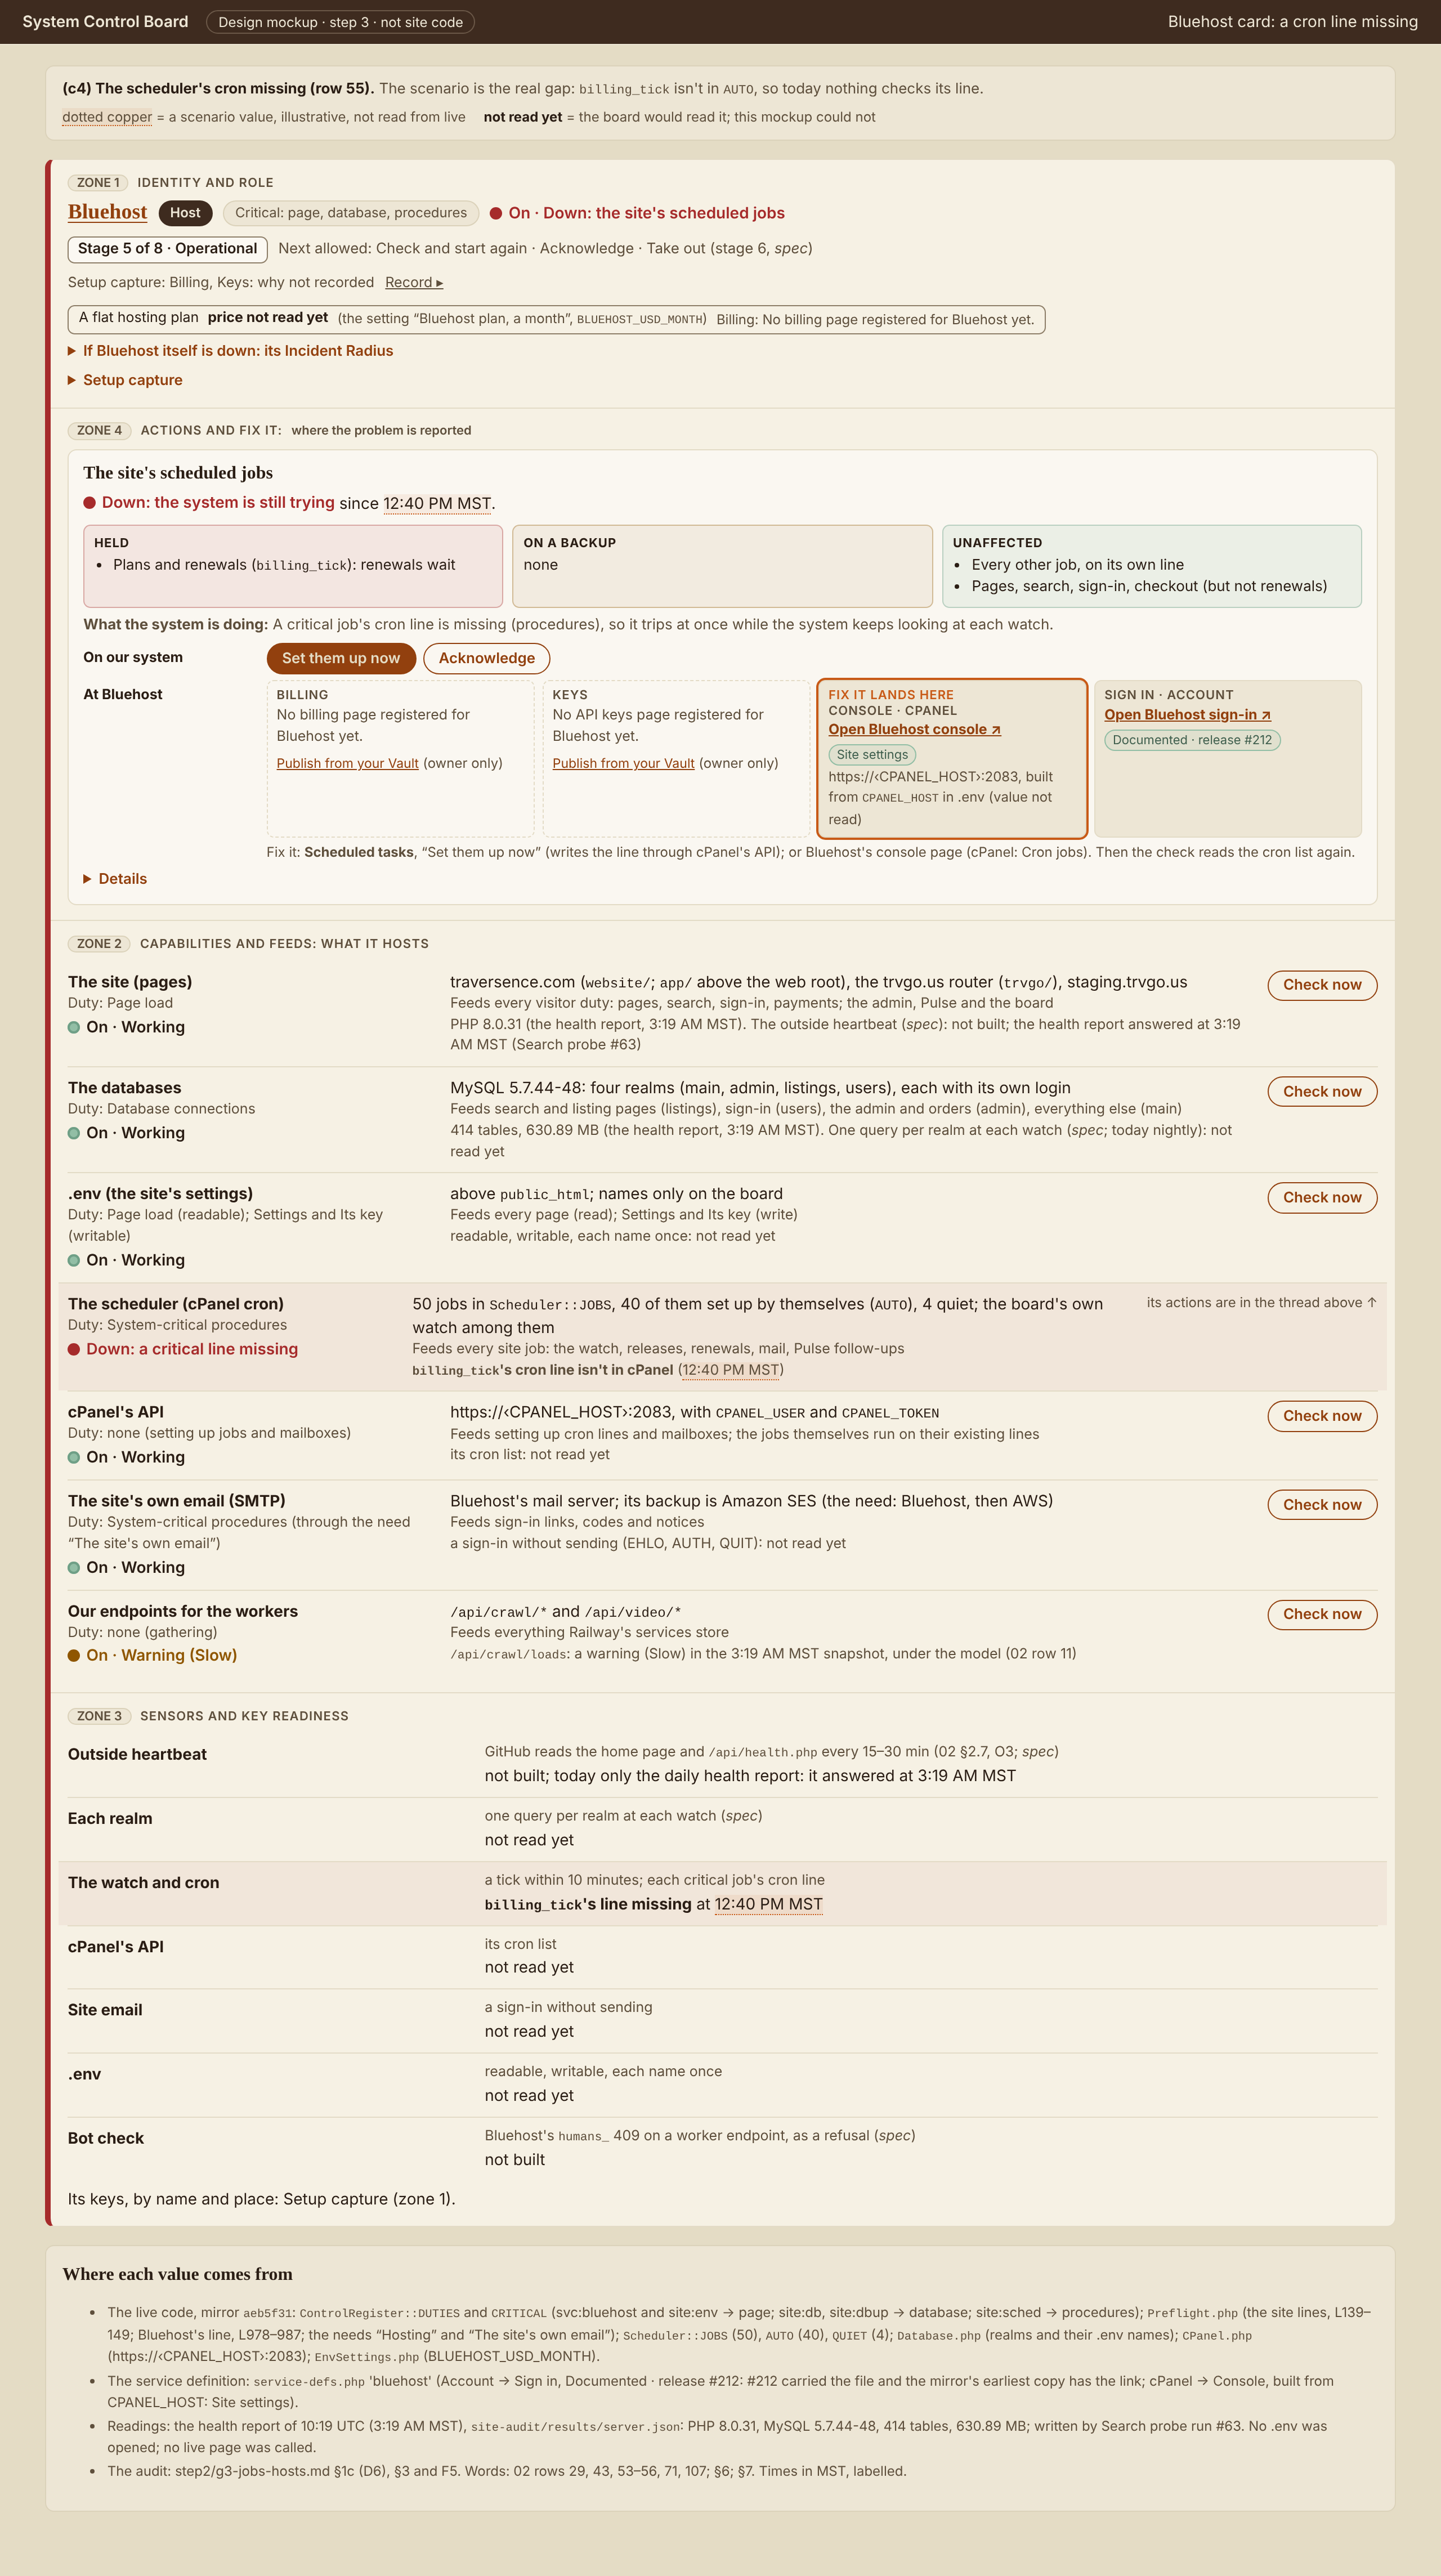 System Control Board
Design mockup · step 3 · not site code
Bluehost card: a cron line missing
(c4) The scheduler's cron missing (row 55). The scenario is the real gap: billing_tick isn't in AUTO, so today nothing checks its line.
dotted copper = a scenario value, illustrative, not read from live not read yet = the board would read it; this mockup could not
ZONE 1 IDENTITY AND ROLE
Bluehost Host Critical: page, database, procedures On · Down: the site's scheduled jobs
Stage 5 of 8 · Operational Next allowed: Check and start again · Acknowledge · Take out (stage 6, spec)
Setup capture: Billing, Keys: why not recorded Record ▸
A flat hosting plan price not read yet (the setting “Bluehost plan, a month”, BLUEHOST_USD_MONTH) Billing: No billing page registered for Bluehost yet.
▶ If Bluehost itself is down: its Incident Radius
▶ Setup capture
ZONE 4 ACTIONS AND FIX IT: where the problem is reported
The site's scheduled jobs
Down: the system is still trying since 12:40 PM MST.
HELD
• Plans and renewals (billing_tick): renewals wait
ON A BACKUP
none
UNAFFECTED
• Every other job, on its own line
• Pages, search, sign-in, checkout (but not renewals)
What the system is doing: A critical job's cron line is missing (procedures), so it trips at once while the system keeps looking at each watch.
On our system
Set them up now
Acknowledge
At Bluehost
BILLING
No billing page registered for
Bluehost yet.
Publish from your Vault (owner only)
KEYS
No API keys page registered for
Bluehost yet.
Publish from your Vault (owner only)
FIX IT LANDS HERE
CONSOLE · CPANEL
Open Bluehost console ↗
Site settings
https://‹CPANEL_HOST›:2083, built
from CPANEL_HOST in .env (value not
read)
SIGN IN · ACCOUNT
Open Bluehost sign-in ↗
Documented · release #212
Fix it: Scheduled tasks, “Set them up now” (writes the line through cPanel's API); or Bluehost's console page (cPanel: Cron jobs). Then the check reads the cron list again.
▶ Details
ZONE 2 CAPABILITIES AND FEEDS: WHAT IT HOSTS
The site (pages)
Duty: Page load
On · Working
traversence.com (website/; app/ above the web root), the trvgo.us router (trvgo/), staging.trvgo.us
Feeds every visitor duty: pages, search, sign-in, payments; the admin, Pulse and the board
PHP 8.0.31 (the health report, 3:19 AM MST). The outside heartbeat (spec): not built; the health report answered at 3:19
AM MST (Search probe #63)
Check now
The databases
Duty: Database connections
On · Working
MySQL 5.7.44-48: four realms (main, admin, listings, users), each with its own login
Feeds search and listing pages (listings), sign-in (users), the admin and orders (admin), everything else (main)
414 tables, 630.89 MB (the health report, 3:19 AM MST). One query per realm at each watch (spec; today nightly): not
read yet
Check now
.env (the site's settings)
Duty: Page load (readable); Settings and Its key
(writable)
On · Working
above public_html; names only on the board
Feeds every page (read); Settings and Its key (write)
readable, writable, each name once: not read yet
Check now
The scheduler (cPanel cron)
Duty: System-critical procedures
Down: a critical line missing
50 jobs in Scheduler::JOBS, 40 of them set up by themselves (AUTO), 4 quiet; the board's own
watch among them
Feeds every site job: the watch, releases, renewals, mail, Pulse follow-ups
billing_tick's cron line isn't in cPanel (12:40 PM MST)
its actions are in the thread above ↑
cPanel's API
Duty: none (setting up jobs and mailboxes)
On · Working
https://‹CPANEL_HOST›:2083, with CPANEL_USER and CPANEL_TOKEN
Feeds setting up cron lines and mailboxes; the jobs themselves run on their existing lines
its cron list: not read yet
Check now
The site's own email (SMTP)
Duty: System-critical procedures (through the need
“The site's own email”)
On · Working
Bluehost's mail server; its backup is Amazon SES (the need: Bluehost, then AWS)
Feeds sign-in links, codes and notices
a sign-in without sending (EHLO, AUTH, QUIT): not read yet
Check now
Our endpoints for the workers
Duty: none (gathering)
On · Warning (Slow)
/api/crawl/* and /api/video/*
Feeds everything Railway's services store
/api/crawl/loads: a warning (Slow) in the 3:19 AM MST snapshot, under the model (02 row 11)
Check now
ZONE 3 SENSORS AND KEY READINESS
Outside heartbeat
GitHub reads the home page and /api/health.php every 15–30 min (02 §2.7, O3; spec)
not built; today only the daily health report: it answered at 3:19 AM MST
Each realm
one query per realm at each watch (spec)
not read yet
The watch and cron
a tick within 10 minutes; each critical job's cron line
billing_tick's line missing at 12:40 PM MST
cPanel's API
its cron list
not read yet
Site email
a sign-in without sending
not read yet
.env
readable, writable, each name once
not read yet
Bot check
Bluehost's humans_ 409 on a worker endpoint, as a refusal (spec)
not built
Its keys, by name and place: Setup capture (zone 1).
Where each value comes from
• The live code, mirror aeb5f31: ControlRegister::DUTIES and CRITICAL (svc:bluehost and site:env → page; site:db, site:dbup → database; site:sched → procedures); Preflight.php (the site lines, L139–
149; Bluehost's line, L978–987; the needs “Hosting” and “The site's own email”); Scheduler::JOBS (50), AUTO (40), QUIET (4); Database.php (realms and their .env names); CPanel.php
(https://‹CPANEL_HOST›:2083); EnvSettings.php (BLUEHOST_USD_MONTH).
• The service definition: service-defs.php 'bluehost' (Account → Sign in, Documented · release #212: #212 carried the file and the mirror's earliest copy has the link; cPanel → Console, built from
CPANEL_HOST: Site settings).
• Readings: the health report of 10:19 UTC (3:19 AM MST), site-audit/results/server.json: PHP 8.0.31, MySQL 5.7.44-48, 414 tables, 630.89 MB; written by Search probe run #63. No .env was
opened; no live page was called.
• The audit: step2/g3-jobs-hosts.md §1c (D6), §3 and F5. Words: 02 rows 29, 43, 53–56, 71, 107; §6; §7. Times in MST, labelled.